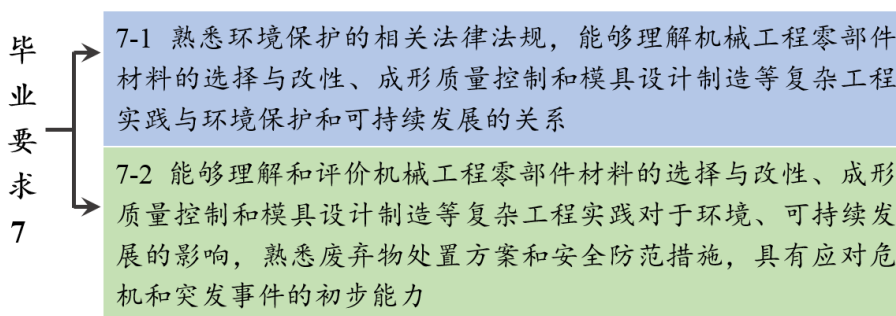 毕业要求7
7-1 熟悉环境保护的相关法律法规，能够理解机械工程零部件
材料的选择与改性、成形质量控制和模具设计制造等复杂工程
实践与环境保护和可持续发展的关系
7-2 能够理解和评价机械工程零部件材料的选择与改性、成形
质量控制和模具设计制造等复杂工程实践对于环境、可持续发
展的影响，熟悉废弃物处置方案和安全防范措施，具有应对危
机和突发事件的初步能力